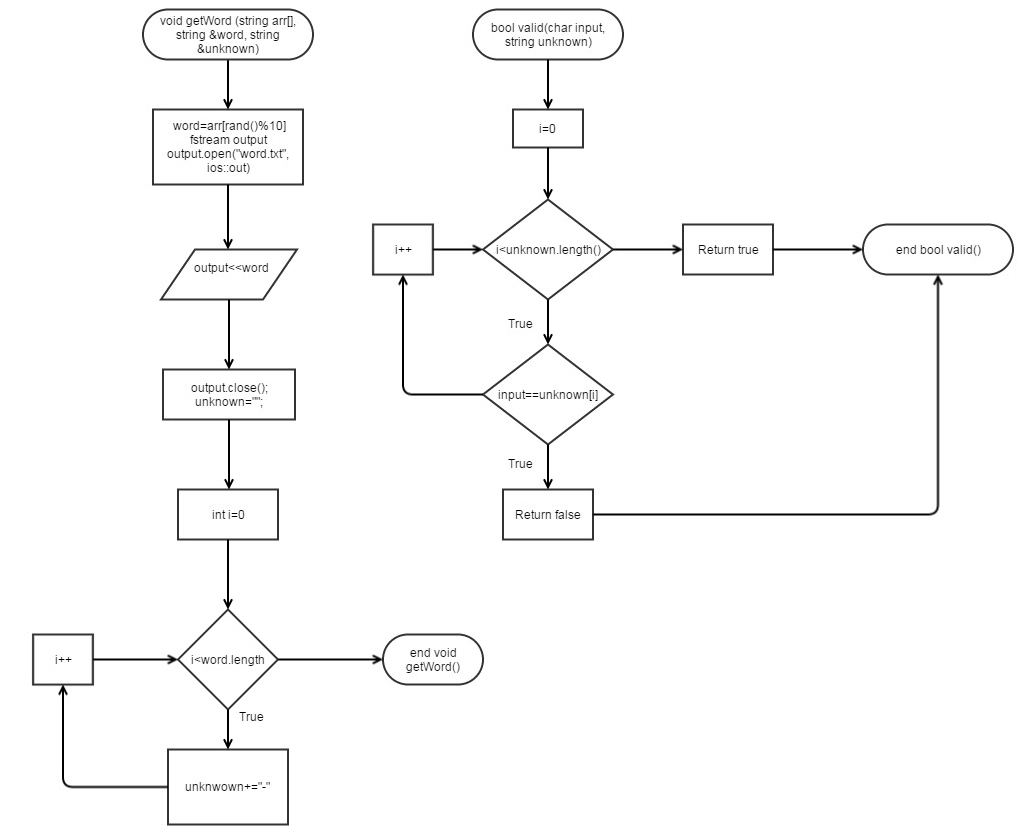 void getWord (string arr[],
string &word, string
&unknown)
word=arr[rand()%10]
fstream output
output.open("word.txt",
ios::out)
output<<word
output.close();
unknown="";
int i=0
i++
i<word.length
end void
getWord()
True
unknwown+="-"
bool valid(char input,
string unknown)
i=0
i++
i<unknown.length()
Return true
end bool valid()
True
input==unknown[i]
True
Return false